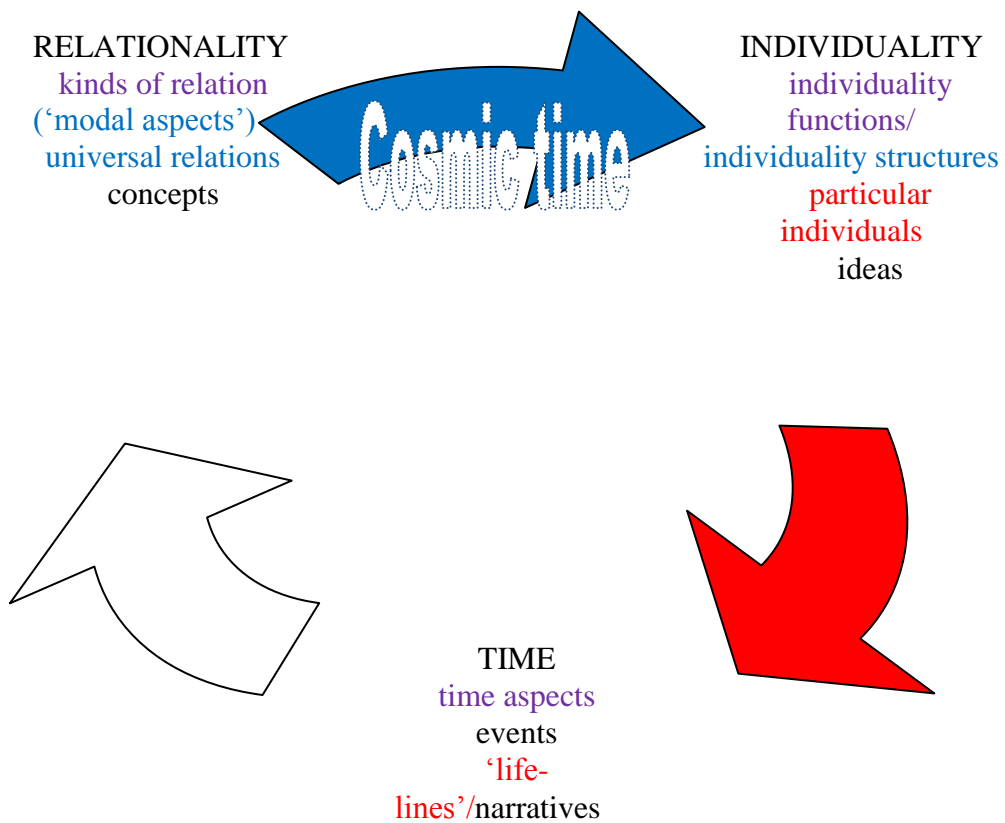 RELATIONALITY
kinds of relation
(‘modal aspects’)
universal relations
concepts
Cosmic time
INDIVIDUALITY
individuality
functions/
individuality structures
particular
individuals
ideas
TIME
time aspects
events
‘life-
lines’/narratives